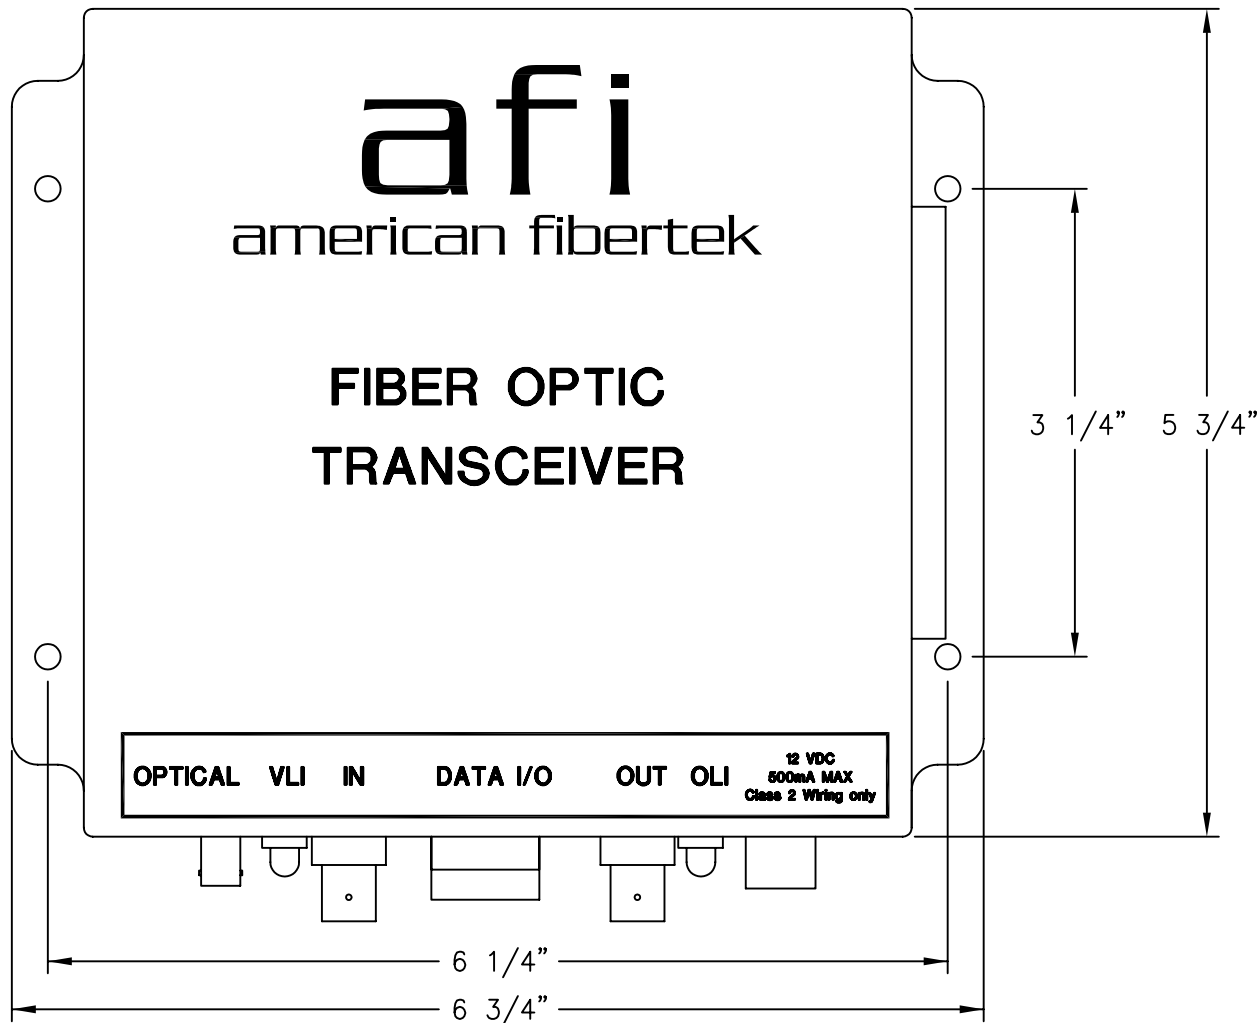 afi
american fibertek
FIBER OPTIC
TRANSCEIVER
3 1/4” 5 3/4”
OPTICAL VLI IN DATA I/O OUT OLI
12 VDC
500mA MAX
Class 2 Wiring only
6 1/4”
6 3/4”